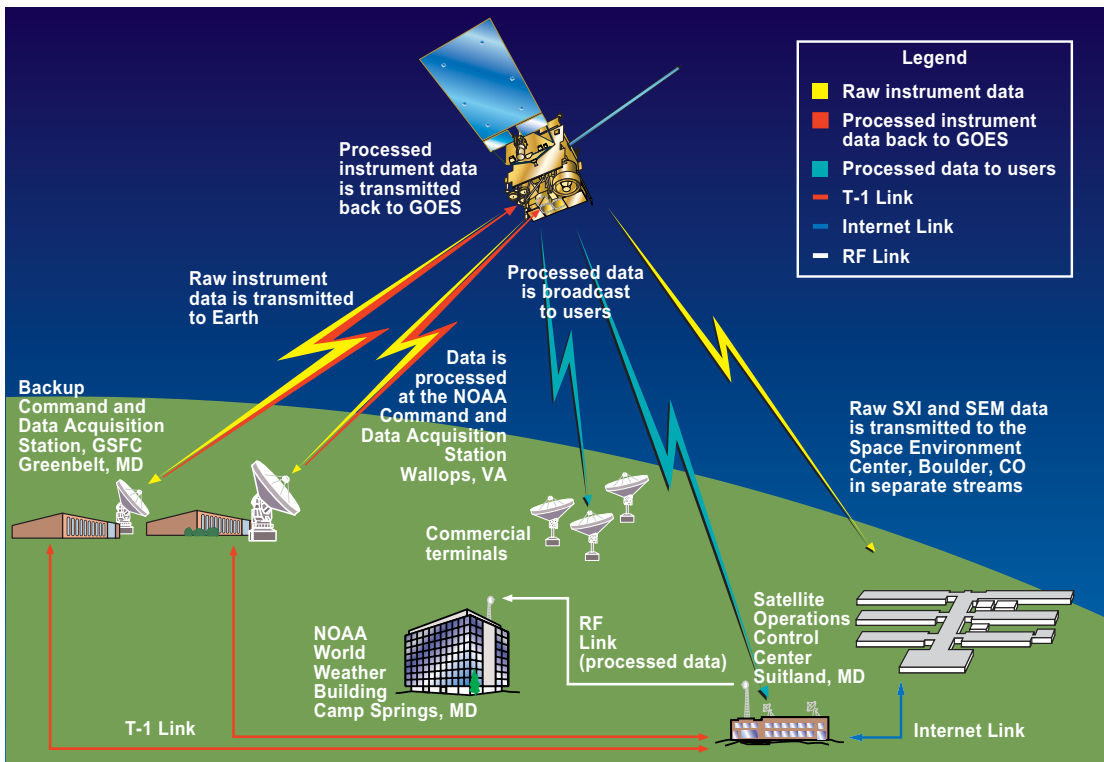 Legend
Raw instrument data
Processed instrument
data back to GOES
Processed data to users
T-1 Link
Internet Link
RF Link
Processed
instrument data
is transmitted
back to GOES
Raw instrument
data is transmitted
to Earth
Processed data
is broadcast
to users
Data is
processed
at the NOAA
Command and
Data Acquisition
Station
Wallops, VA
Backup
Command and
Data Acquisition
Station, GSFC
Greenbelt, MD
Raw SXI and SEM data
is transmitted to the
Space Environment
Center, Boulder, CO
in separate streams
Commercial
terminals
NOAA
World
Weather
Building
Camp Springs, MD
RF
Link
(processed data)
Satellite
Operations
Control
Center
Suitland, MD
T-1 Link
Internet Link